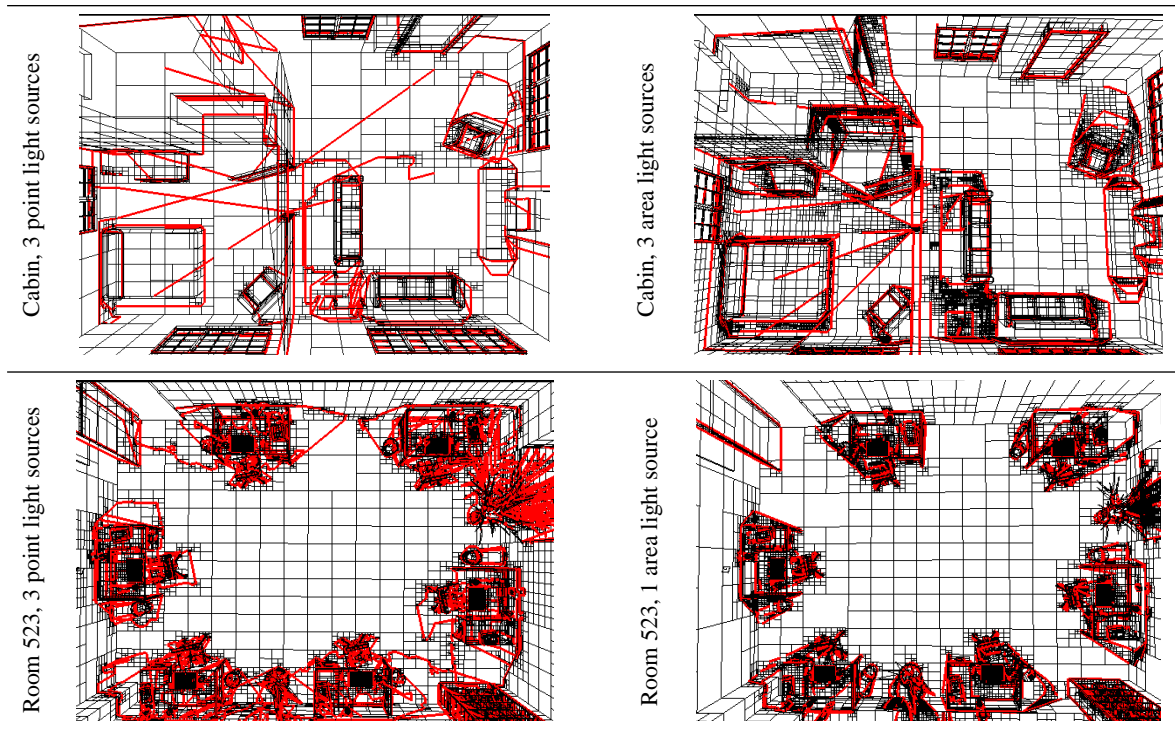 Cabin, 3 point light sources
Cabin, 3 area light sources
Room 523, 3 point light sources
Room 523, 1 area light source